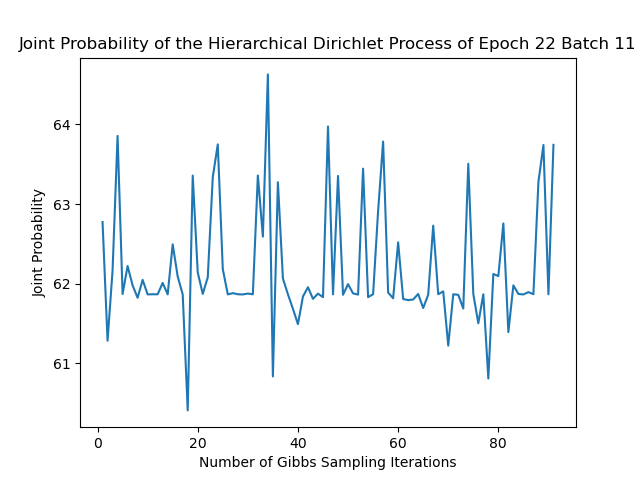 Joint Probability of the Hierarchical Dirichlet Process of Epoch 22 Batch 11
64
63
62
61
Joint Probability
0 20 40 60 80
Number of Gibbs Sampling Iterations